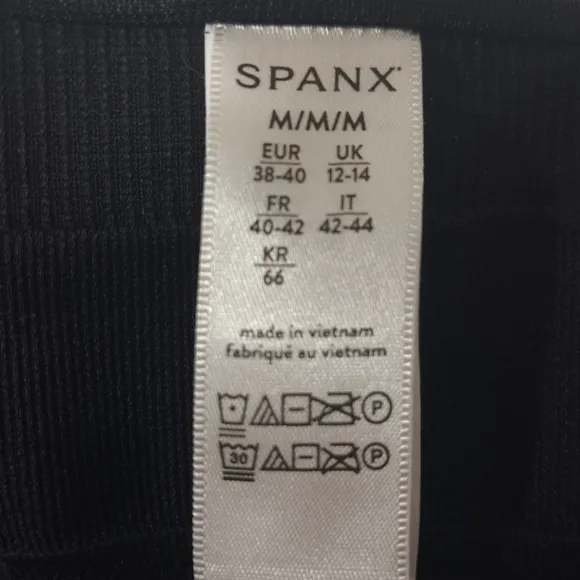 SPANX
M/M/M
EUR UK
38-40 12-14
FR IT
40-42 42-44
KR
66
made in vietnam
fabriqué au vietnam
P
30 P